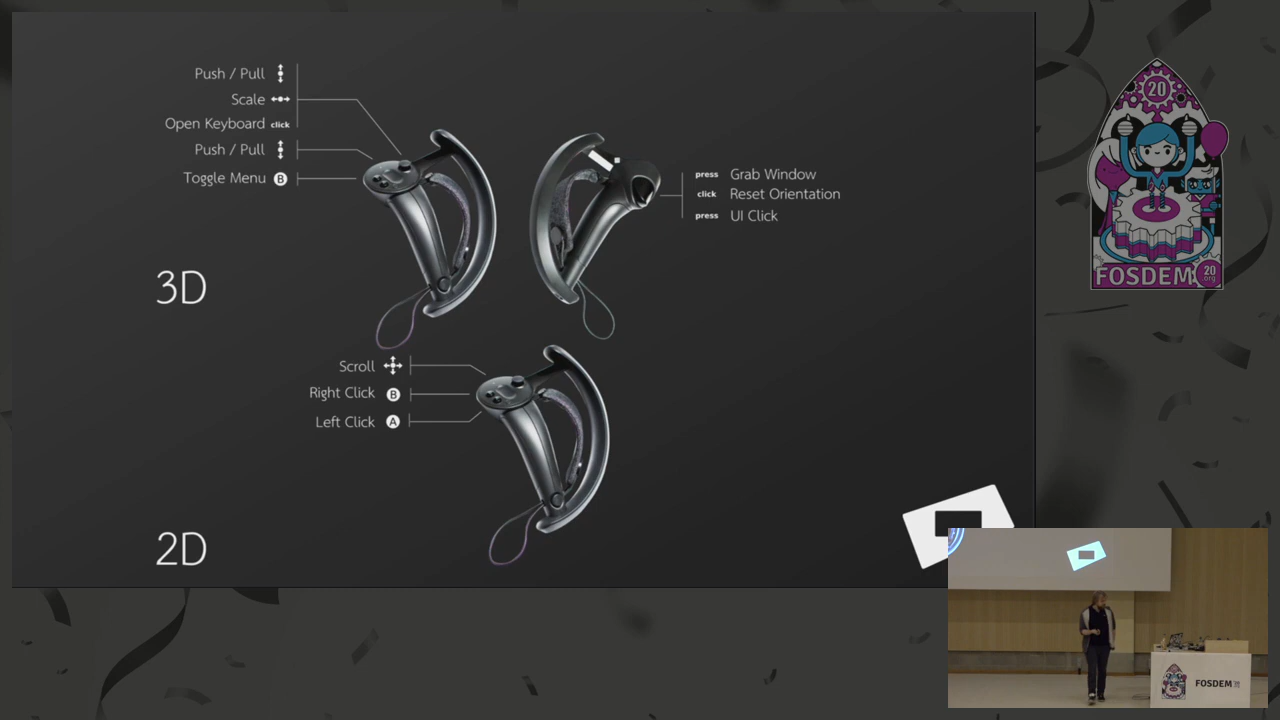 Push / Pull
Scale
Open Keyboard click
Push / Pull
Toggle Menu B
press Grab Window
click Reset Orientation
press UI Click
3D
Scroll
Right Click B
Left Click A
2D
20
FOSDEM 20
.org
FOSDEM